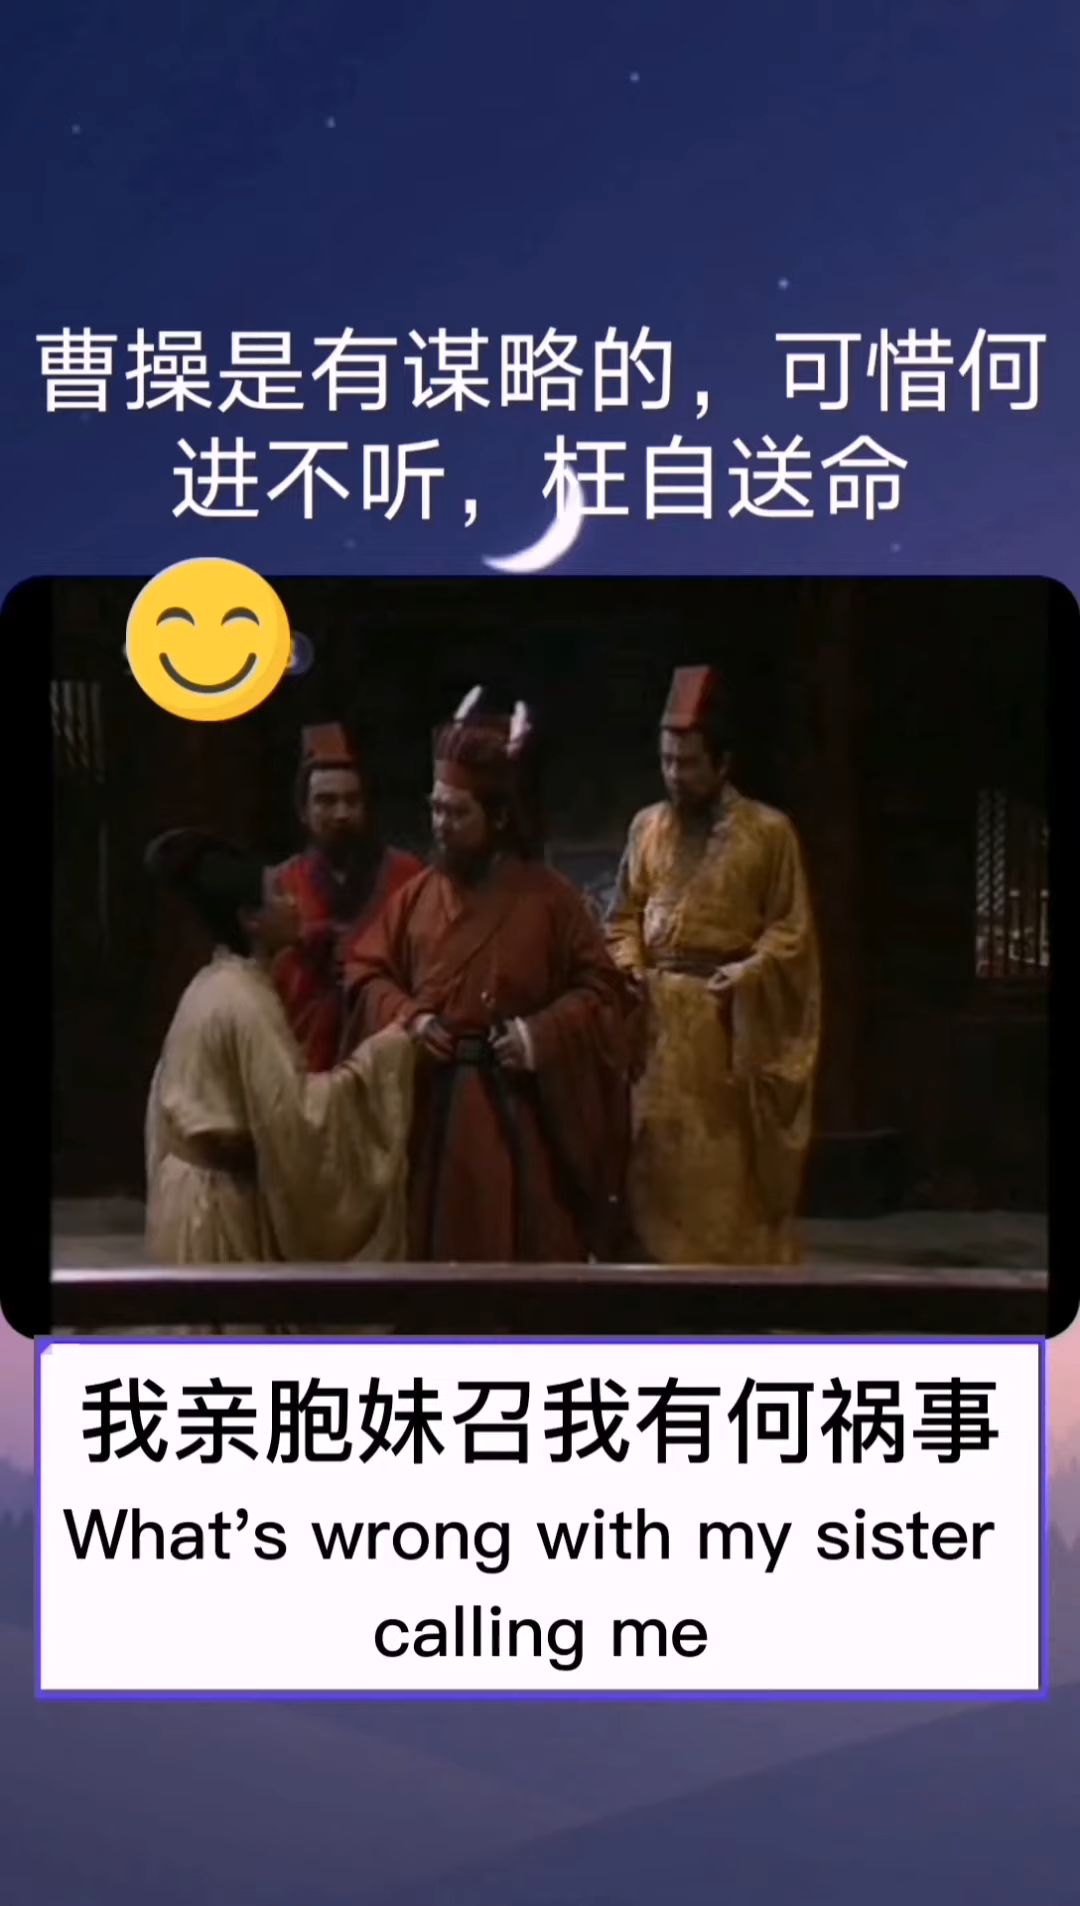 曹操是有谋略的，可惜何
进不听，枉自送命
我亲胞妹召我有何祸事
What's wrong with my sister
calling me